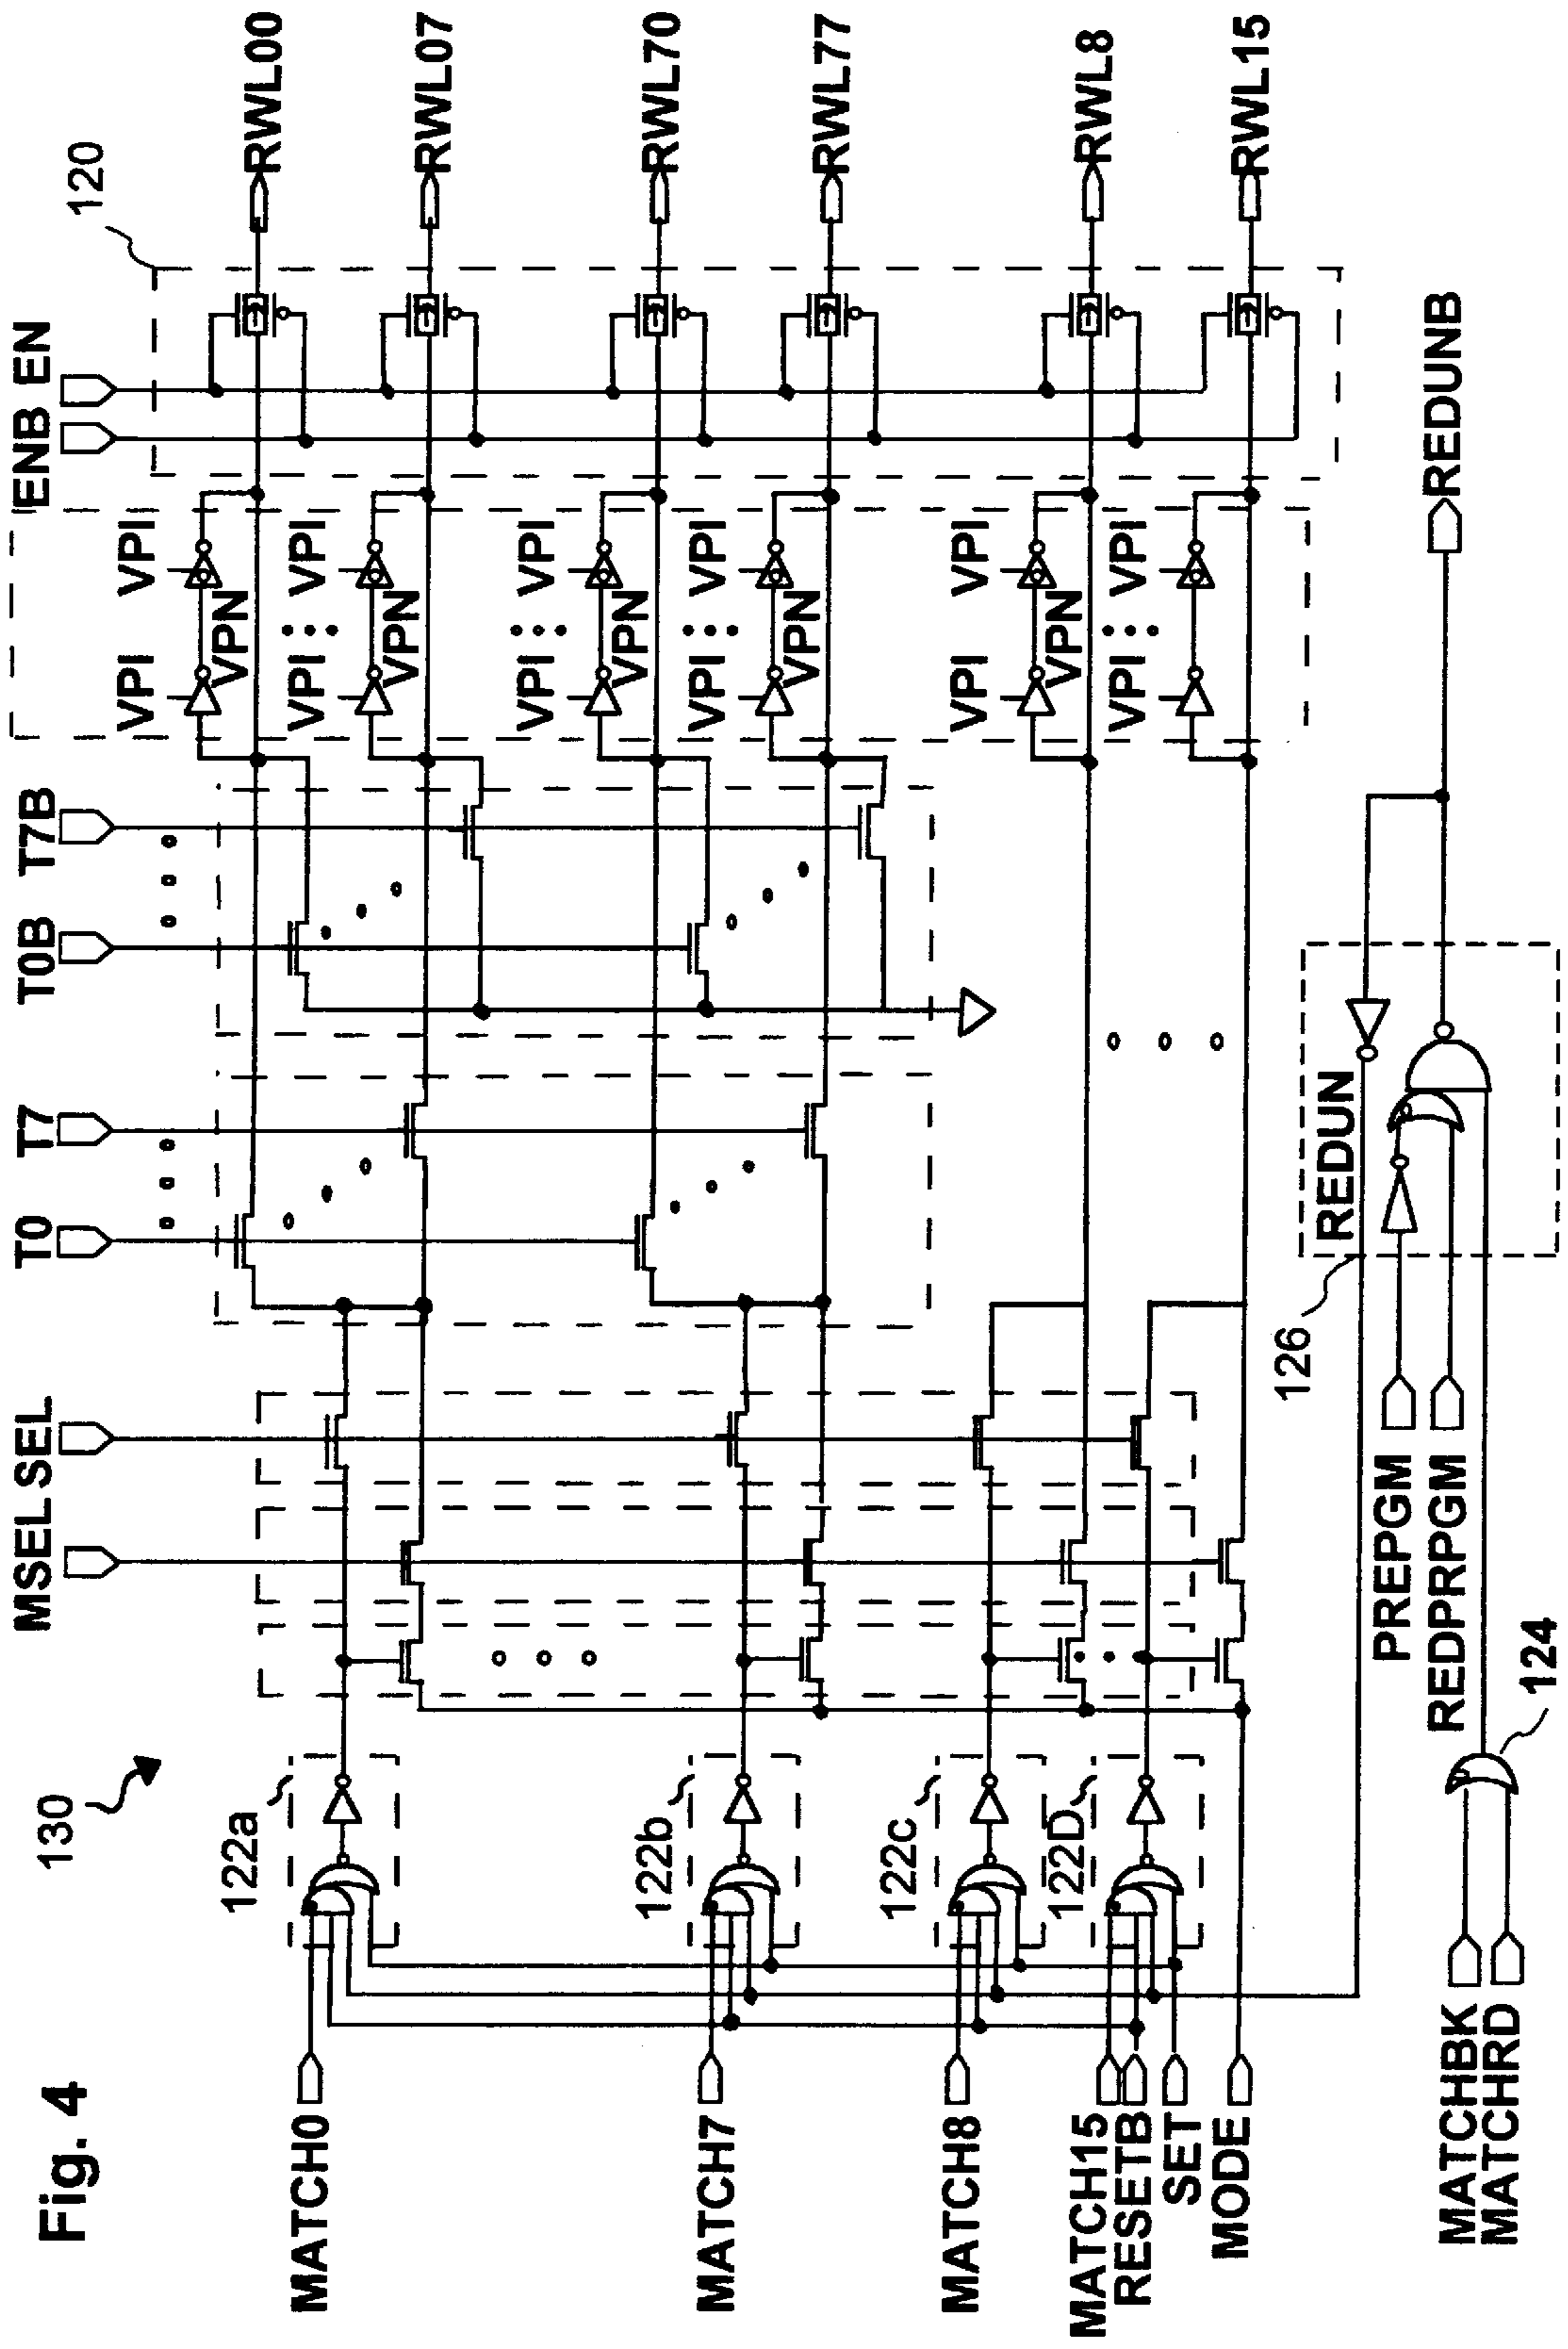 Fig. 4
130
MSEL
SEL
T0
T7
T0B
T7B
ENB
EN
120
MATCH0
122a
VPI
VPI
VPN
RWL00
VPI
VPI
VPN
RWL07
MATCH7
122b
VPI
VPI
VPN
RWL70
VPI
VPI
VPN
RWL77
MATCH8
122c
VPI
VPI
VPN
RWL8
MATCH15
122D
VPI
VPI
RWL15
RESETB
SET
MODE
126
REDUN
PREPGM
REDPRPGM
REDUNB
MATCHBK
MATCHRD
124